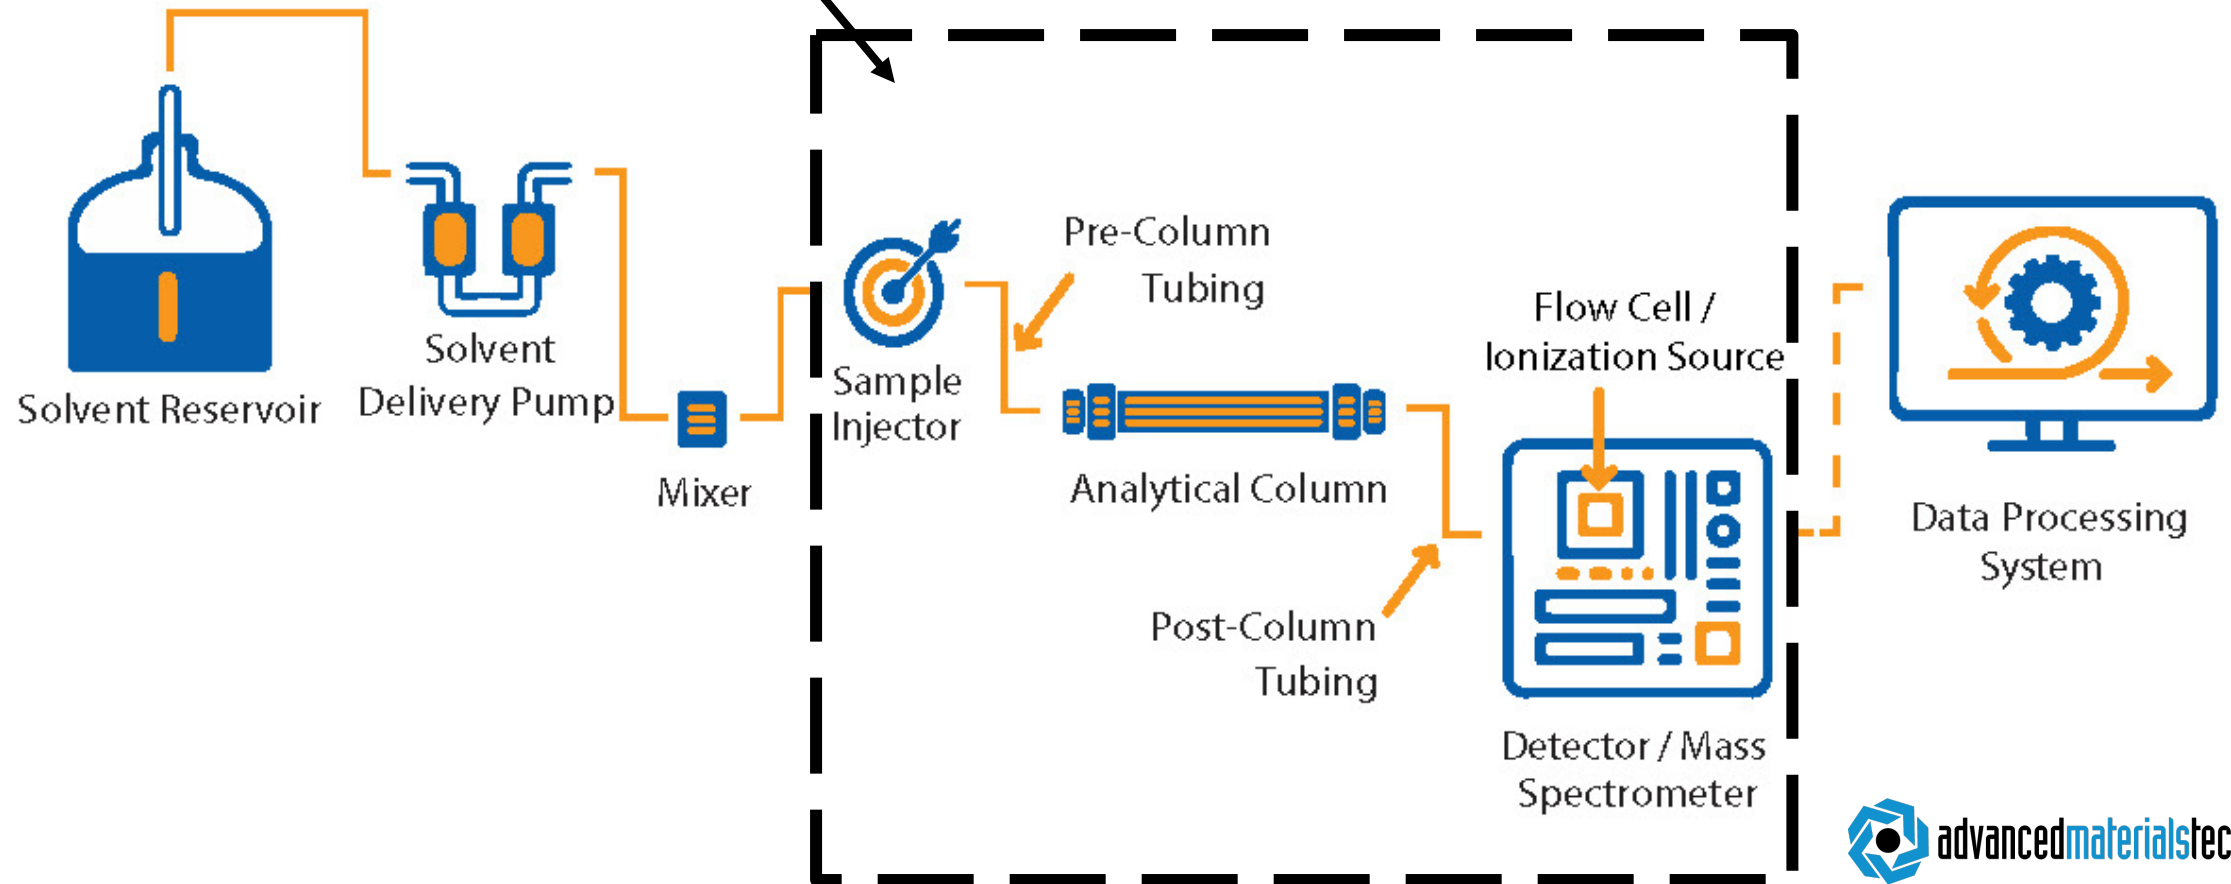 Solvent Reservoir
Solvent
Delivery Pump
Mixer
Sample
Injector
Pre-Column
Tubing
Analytical Column
Post-Column
Tubing
Flow Cell /
Ionization Source
Detector / Mass
Spectrometer
Data Processing
System
advancedmaterialstec